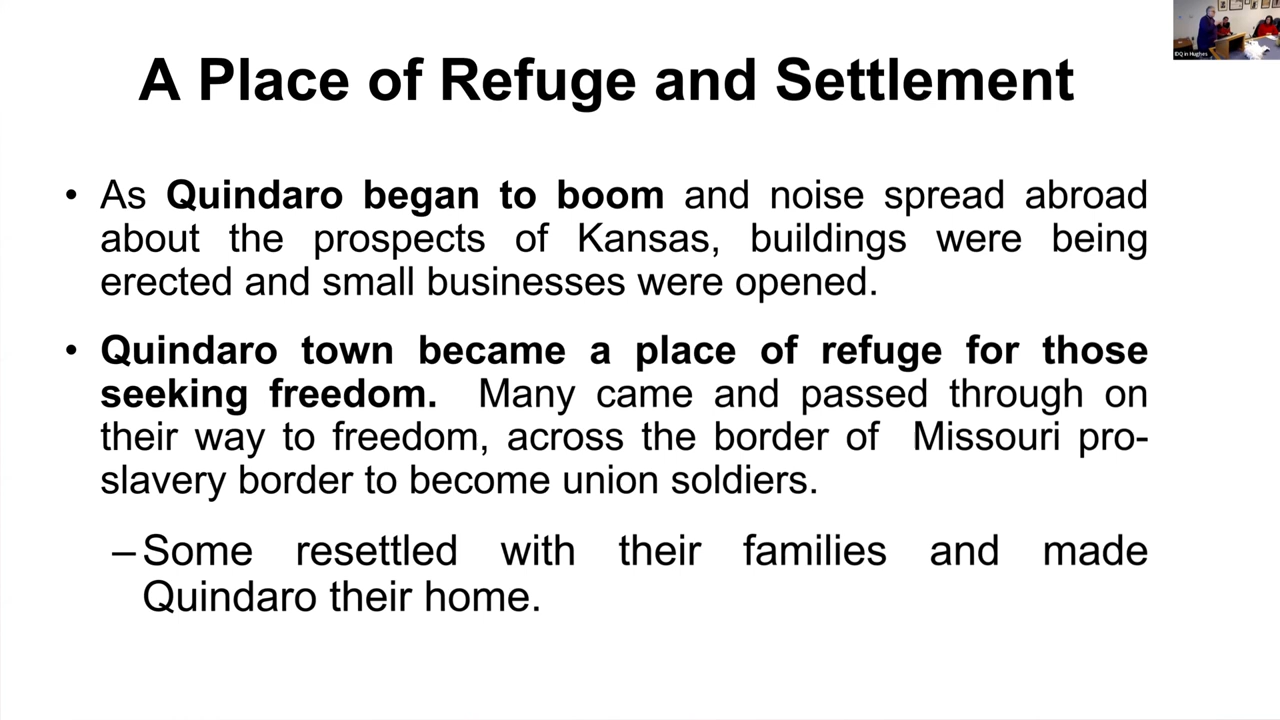 A Place of Refuge and Settlement
• As Quindaro began to boom and noise spread abroad
about the prospects of Kansas, buildings were being
erected and small businesses were opened.
• Quindaro town became a place of refuge for those
seeking freedom. Many came and passed through on
their way to freedom, across the border of Missouri pro-
slavery border to become union soldiers.
– Some resettled with their families and made
Quindaro their home.